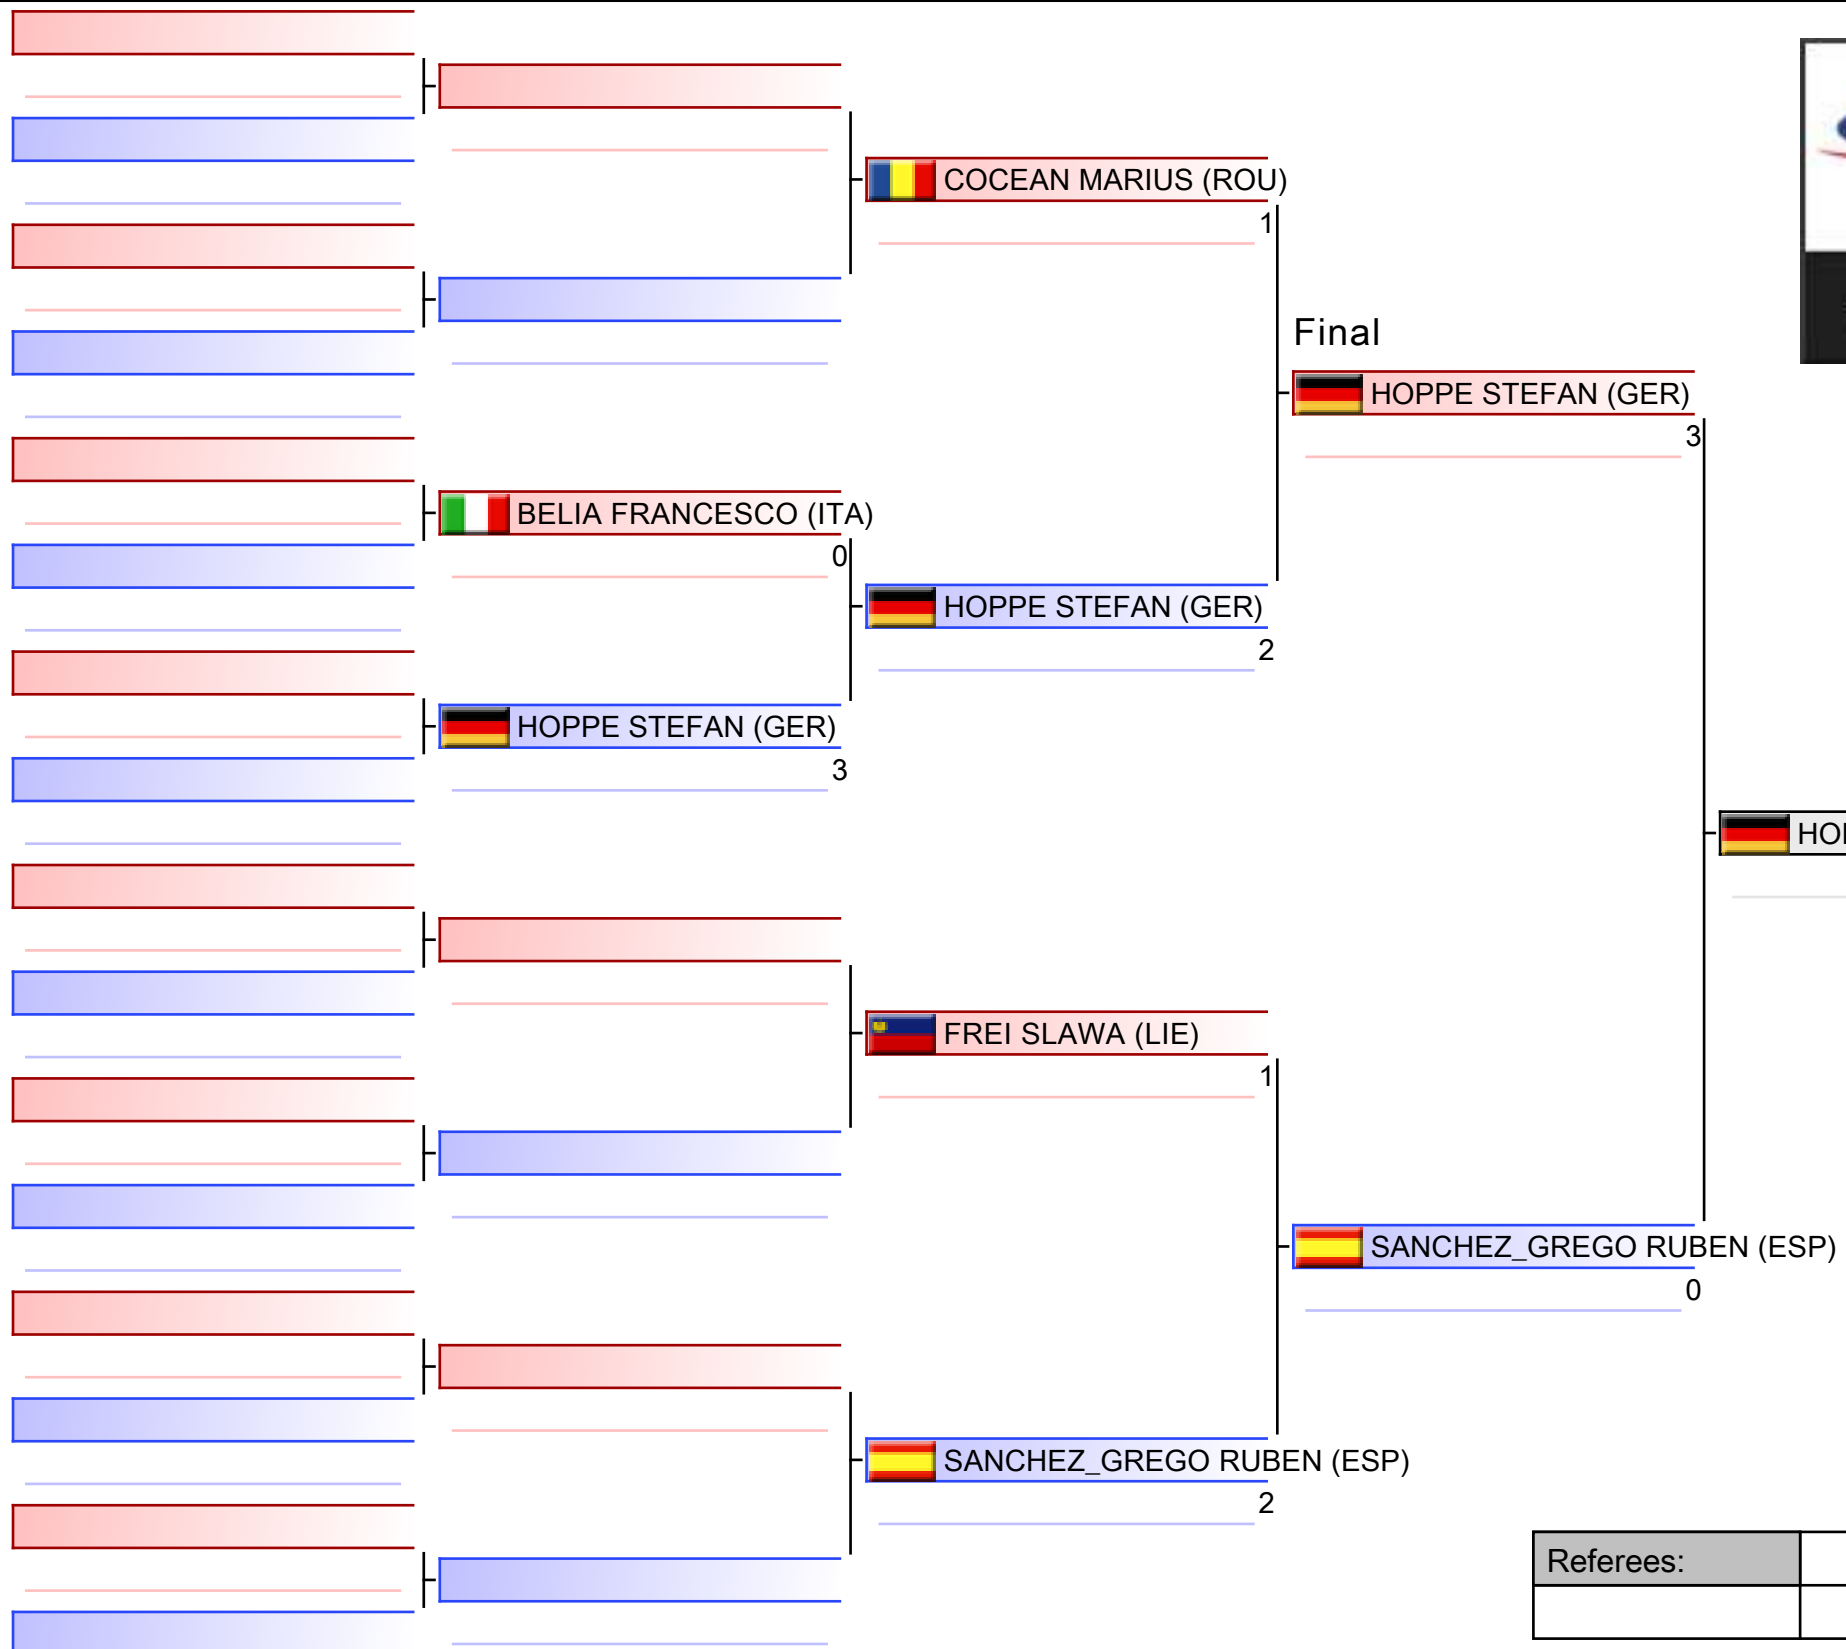 COCEAN MARIUS (ROU)
1
Final
HOPPE STEFAN (GER)
3
BELIA FRANCESCO (ITA)
0
HOPPE STEFAN (GER)
2
HOPPE STEFAN (GER)
3
FREI SLAWA (LIE)
1
SANCHEZ_GREGO RUBEN (ESP)
0
SANCHEZ_GREGO RUBEN (ESP)
2
Referees: